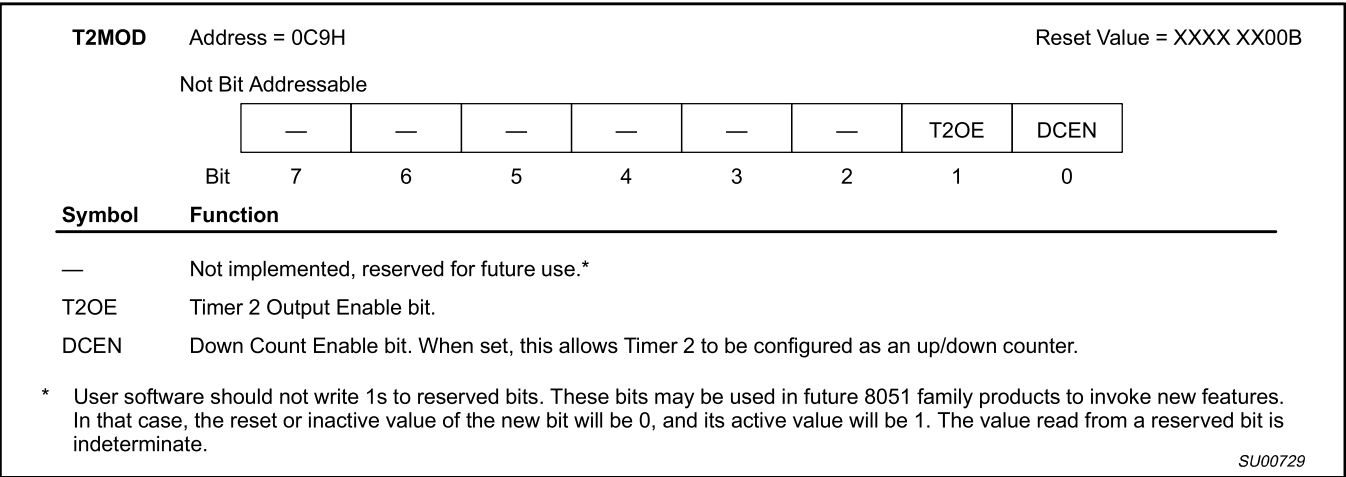 T2MOD Address = 0C9H Reset Value = XXXX XX00B
Not Bit Addressable
— — — — — — T2OE DCEN
Bit 7 6 5 4 3 2 1 0
Symbol Function
— Not implemented, reserved for future use.*
T2OE Timer 2 Output Enable bit.
DCEN Down Count Enable bit. When set, this allows Timer 2 to be configured as an up/down counter.
* User software should not write 1s to reserved bits. These bits may be used in future 8051 family products to invoke new features.
In that case, the reset or inactive value of the new bit will be 0, and its active value will be 1. The value read from a reserved bit is
indeterminate.
SU00729